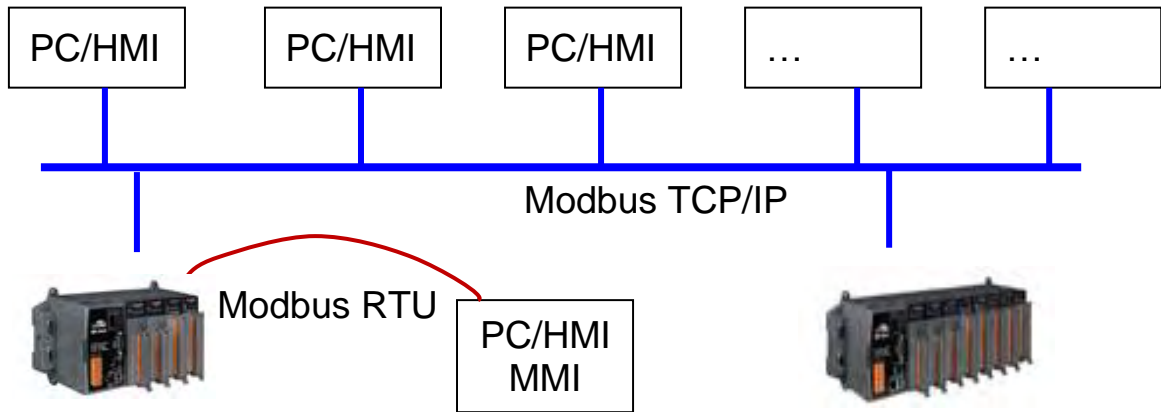 PC/HMI
PC/HMI
PC/HMI
...
...
Modbus TCP/IP
Modbus RTU
PC/HMI
MMI